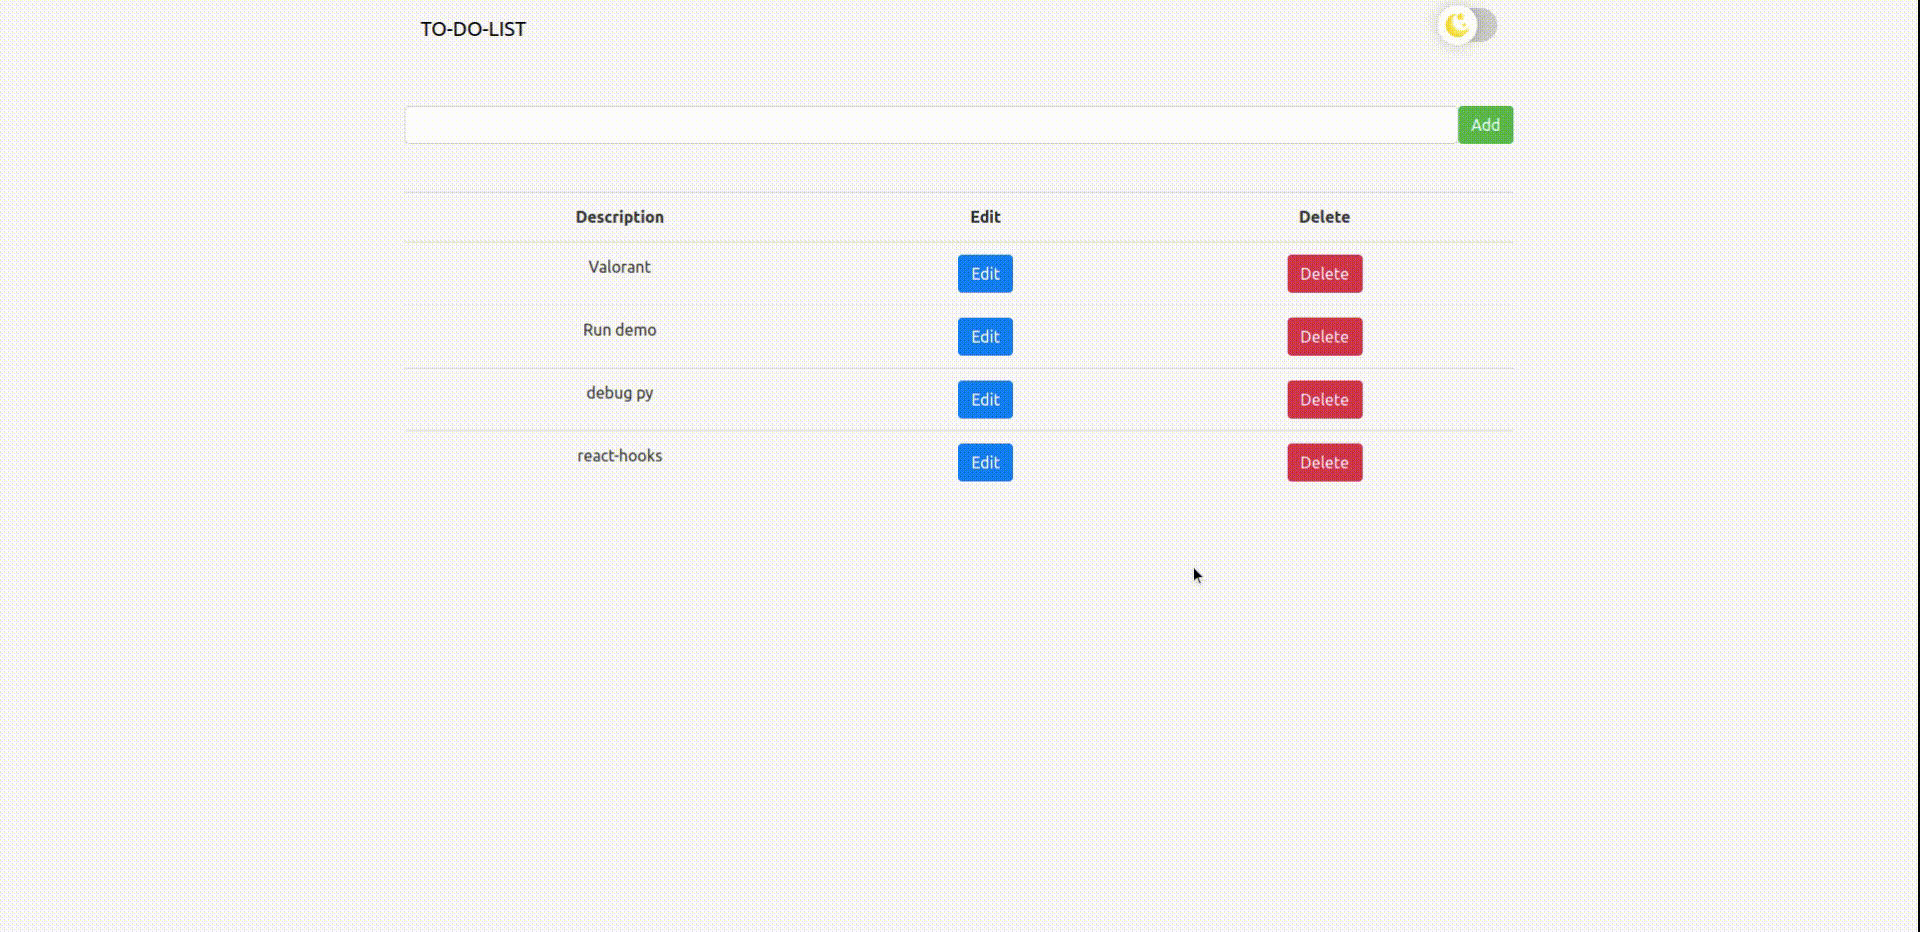 TO-DO-LIST
Add
Description Edit Delete
Valorant Edit Delete
Run demo Edit Delete
debug py Edit Delete
react-hooks Edit Delete